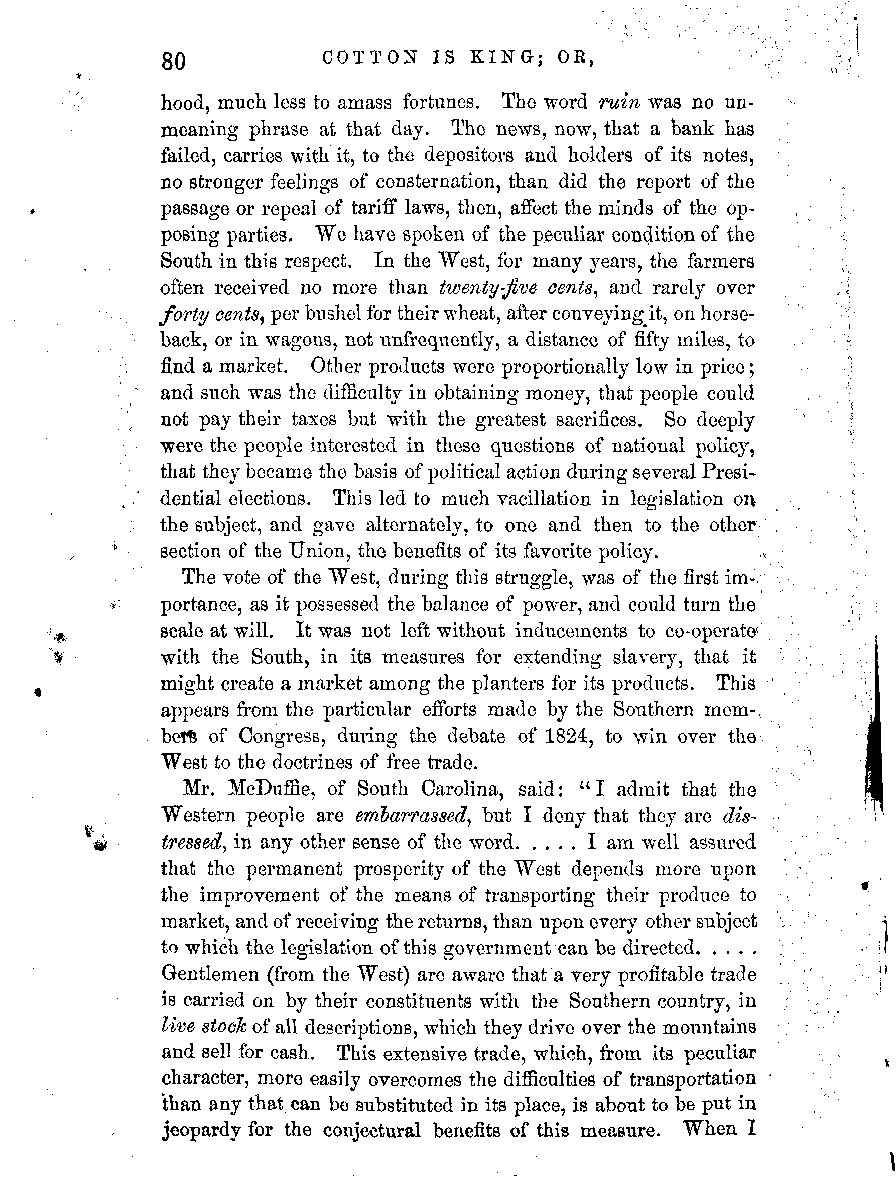 80 COTTON IS KING; OR,
hood, much less to amass fortunes. The word ruin was no un-
meaning phrase at that day. The news, now, that a bank has
failed, carries with it, to the depositors and holders of its notes,
no stronger feelings of consternation, than did the report of the
passage or repeal of tariff laws, then, affect the minds of the op-
posing parties. We have spoken of the peculiar condition of the
South in this respect. In the West, for many years, the farmers
often received no more than twenty-five cents, and rarely over
forty cents, per bushel for their wheat, after conveying it, on horse-
back, or in wagons, not unfrequently, a distance of fifty miles, to
find a market. Other products were proportionally low in price;
and such was the difficulty in obtaining money, that people could
not pay their taxes but with the greatest sacrifices. So deeply
were the people interested in these questions of national policy,
that they became the basis of political action during several Presi-
dential elections. This led to much vacillation in legislation on
the subject, and gave alternately, to one and then to the other
section of the Union, the benefits of its favorite policy.
The vote of the West, during this struggle, was of the first im-
portance, as it possessed the balance of power, and could turn the
scale at will. It was not left without inducements to co-operate
with the South, in its measures for extending slavery, that it
might create a market among the planters for its products. This
appears from the particular efforts made by the Southern mem-
bers of Congress, during the debate of 1824, to win over the
West to the doctrines of free trade.
Mr. McDuffie, of South Carolina, said: “I admit that the
Western people are embarrassed, but I deny that they are dis-
tressed, in any other sense of the word. . . . . . I am well assured
that the permanent prosperity of the West depends more upon
the improvement of the means of transporting their produce to
market, and of receiving the returns, than upon every other subject
to which the legislation of this government can be directed. . . . . .
Gentlemen (from the West) are aware that a very profitable trade
is carried on by their constituents with the Southern country, in
live stock of all descriptions, which they drive over the mountains
and sell for cash. This extensive trade, which, from its peculiar
character, more easily overcomes the difficulties of transportation
than any that can be substituted in its place, is about to be put in
jeopardy for the conjectural benefits of this measure. When I